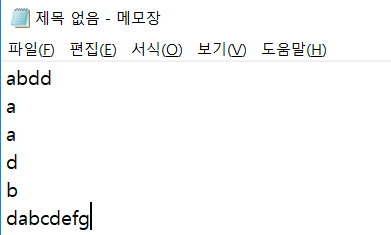 제목 없음 - 메모장
파일(F) 편집(E) 서식(O) 보기(V) 도움말(H)
abdd
a
a
d
b
dabcdefg